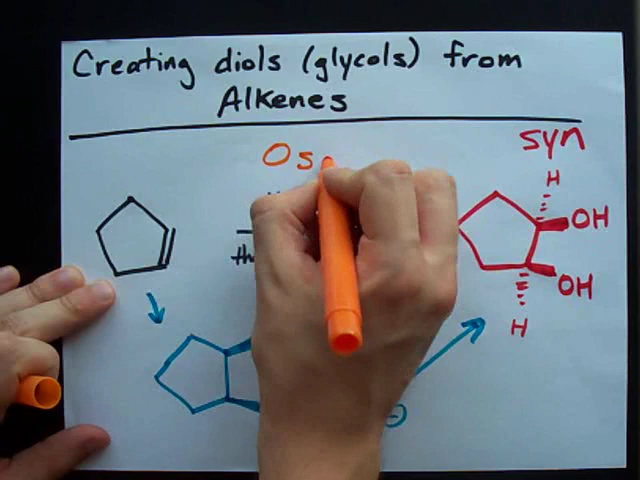 Creating diols (glycols) from
Alkenes
syn
Os
H
OH
OH
H